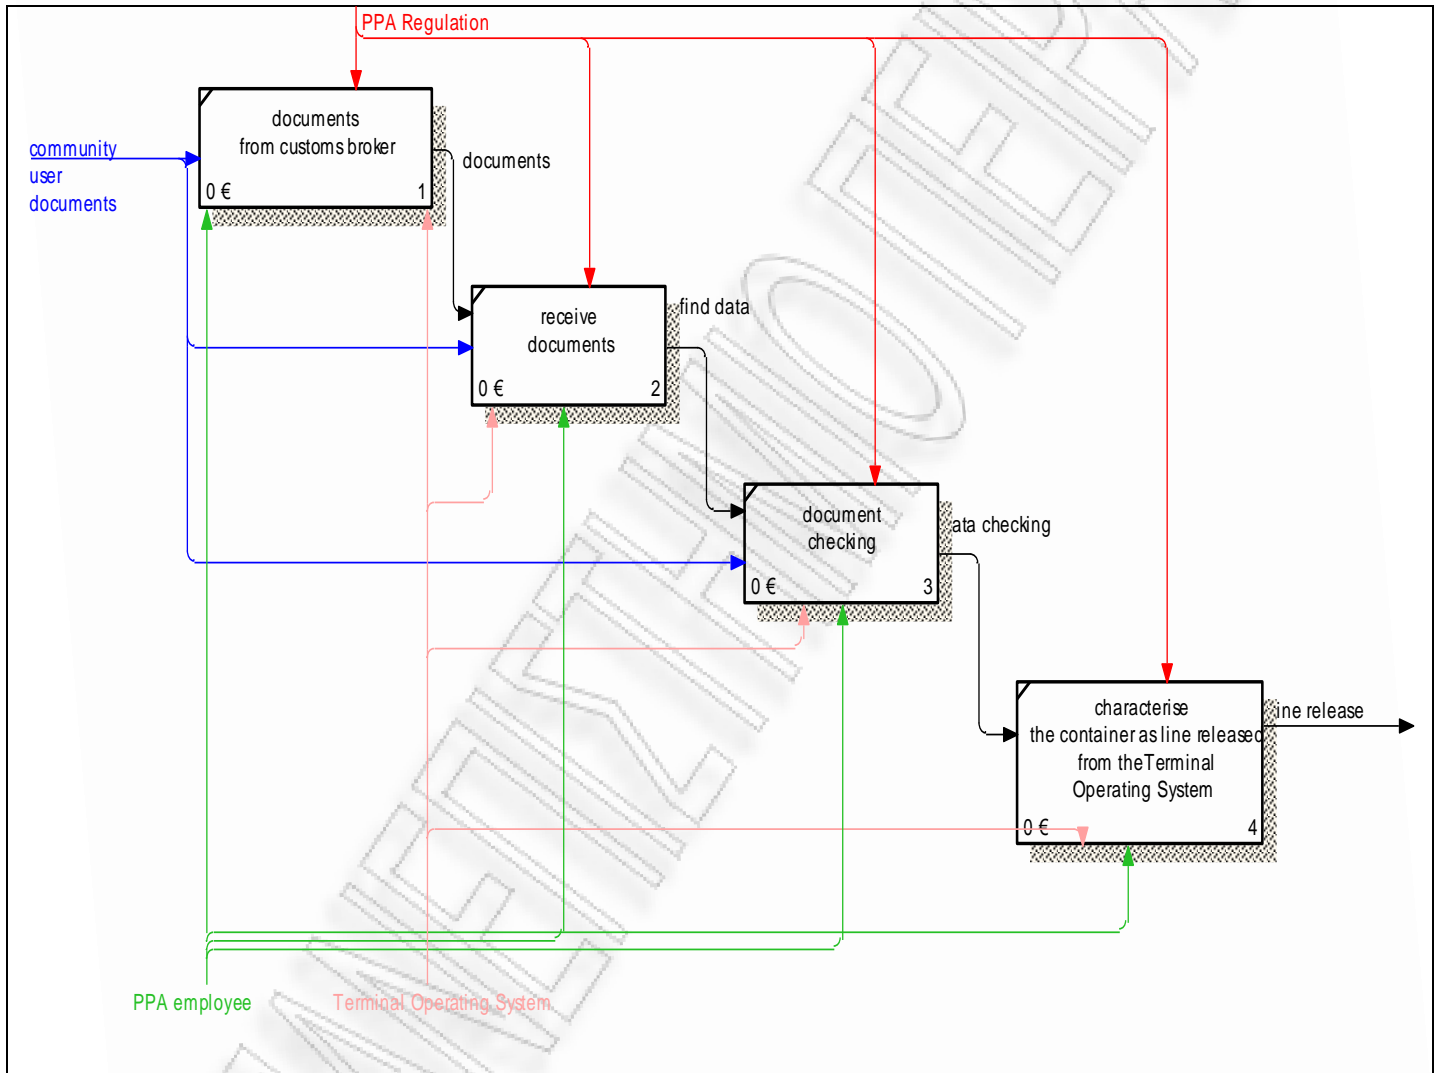 PPA Regulation
documents
from customs broker
0 €
1
community
user
documents
documents
receive
documents
0 €
2
find data
document
checking
0 €
3
ata checking
characterise
the container as line released
from the Terminal
Operating System
0 €
4
ine release
PPA employee
Terminal Operating System